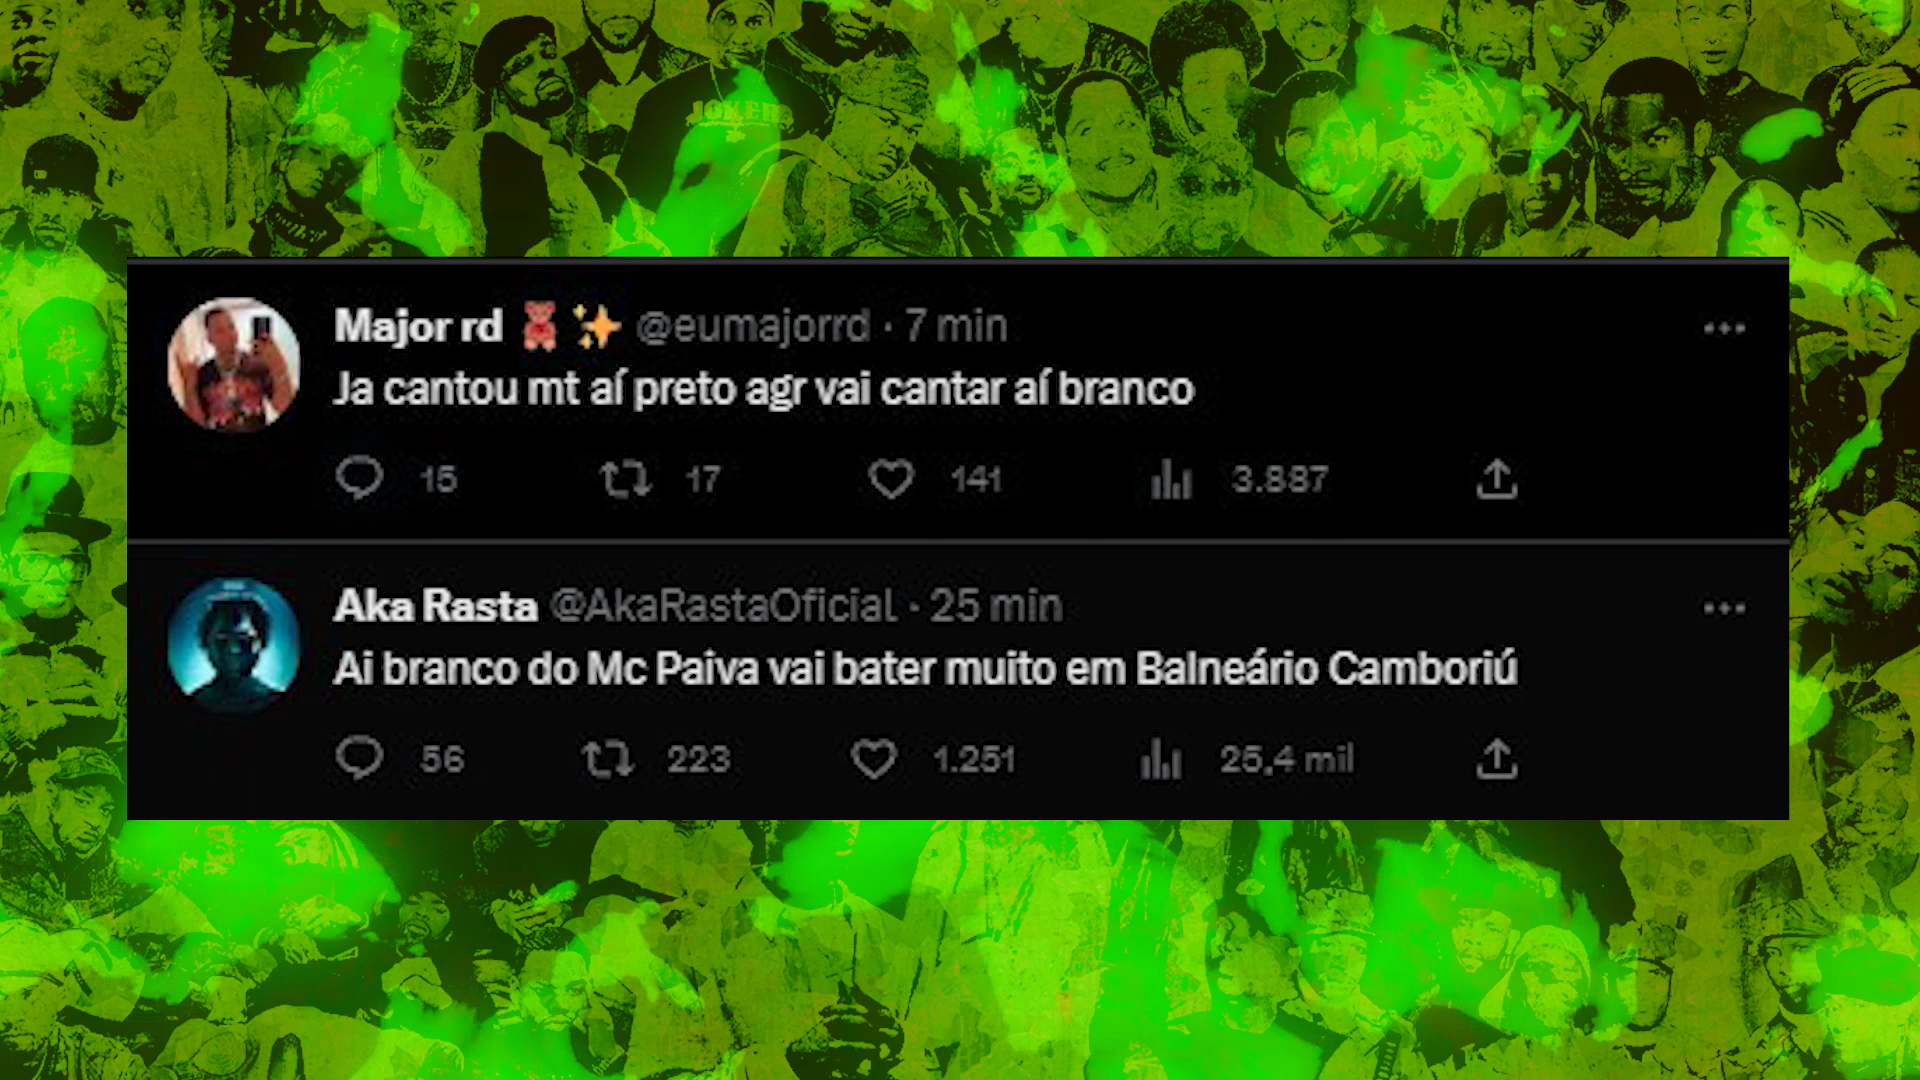 JOKER
Major rd 🧸 ✨ @eumajorrd · 7 min
Ja cantou mt aí preto agr vai cantar aí branco
15 17 141 3.887
Aka Rasta @AkaRastaOficial · 25 min
Ai branco do Mc Paiva vai bater muito em Balneário Camboriú
56 223 1.251 25,4 mil